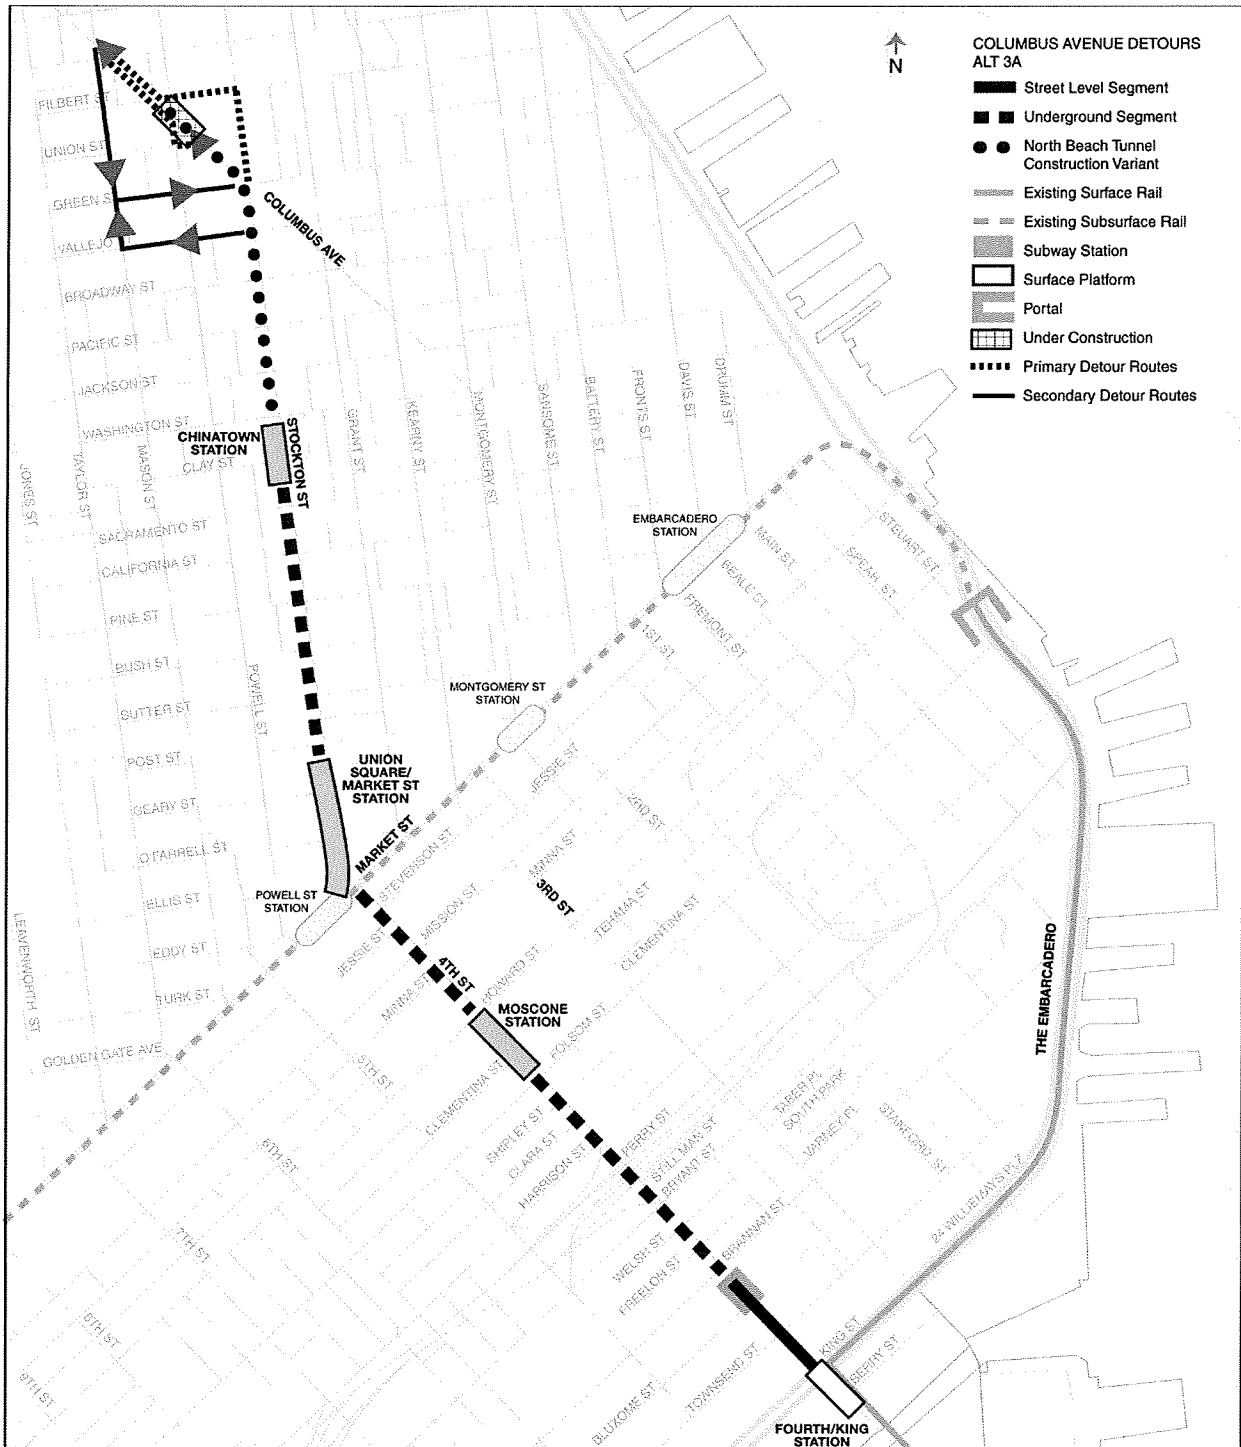 COLUMBUS AVENUE DETOURS
ALT 3A
N
Street Level Segment
Underground Segment
North Beach Tunnel
Construction Variant
Existing Surface Rail
Existing Subsurface Rail
Subway Station
Surface Platform
Portal
Under Construction
Primary Detour Routes
Secondary Detour Routes
FILBERT ST
UNION ST
GREEN S
VALLEJO
COLUMBUS AVE
BROADWAY ST
PACIFIC ST
JACKSON ST
WASHINGTON ST
CHINATOWN
STATION
CLAY ST
STOCKTON ST
JONES ST
TAYLOR ST
MASON ST
GRANT ST
KEARNY ST
MONTGOMERY ST
SANSOME ST
BATTERY ST
FRONTS ST
DAVIS ST
DRUMM ST
SACRAMENTO ST
CALIFORNIA ST
PINE ST
BUSH ST
SUTTER ST
POST ST
GEARY ST
O'FARRELL ST
ELLIS ST
EDDY ST
TURK ST
GOLDEN GATE AVE
LEAVENWORTH ST
POWELL ST
EMBARCADERO
STATION
MAIN ST
BEALE ST
FREMONT ST
1ST ST
SPEAR ST
STEUART ST
MONTGOMERY ST
STATION
UNION
SQUARE/
MARKET ST
STATION
MARKET ST
POWELL ST
STATION
JESSIE ST
STEVENSON ST
JESSIE ST
MISSION ST
MINNA ST
MINNA ST
2ND ST
3RD ST
TEHAMA ST
CLEMENTINA ST
4TH ST
HOWARD ST
MOSCONE
STATION
FOLSOM ST
5TH ST
CLEMENTINA ST
SHIPLEY ST
CLARA ST
HARRISON ST
PERRY ST
STILL MAN ST
BRYANT ST
TABER PL
SOUTH PARK
VARNEY PL
STANFORD ST
THE EMBARCADERO
24 WILLIE MAYS PLZ
6TH ST
7TH ST
8TH ST
9TH ST
WELSH ST
FREELON ST
BRANNAN ST
BLUXOME ST
TOWNSEND ST
KING ST
BERRY ST
FOURTH/KING
STATION